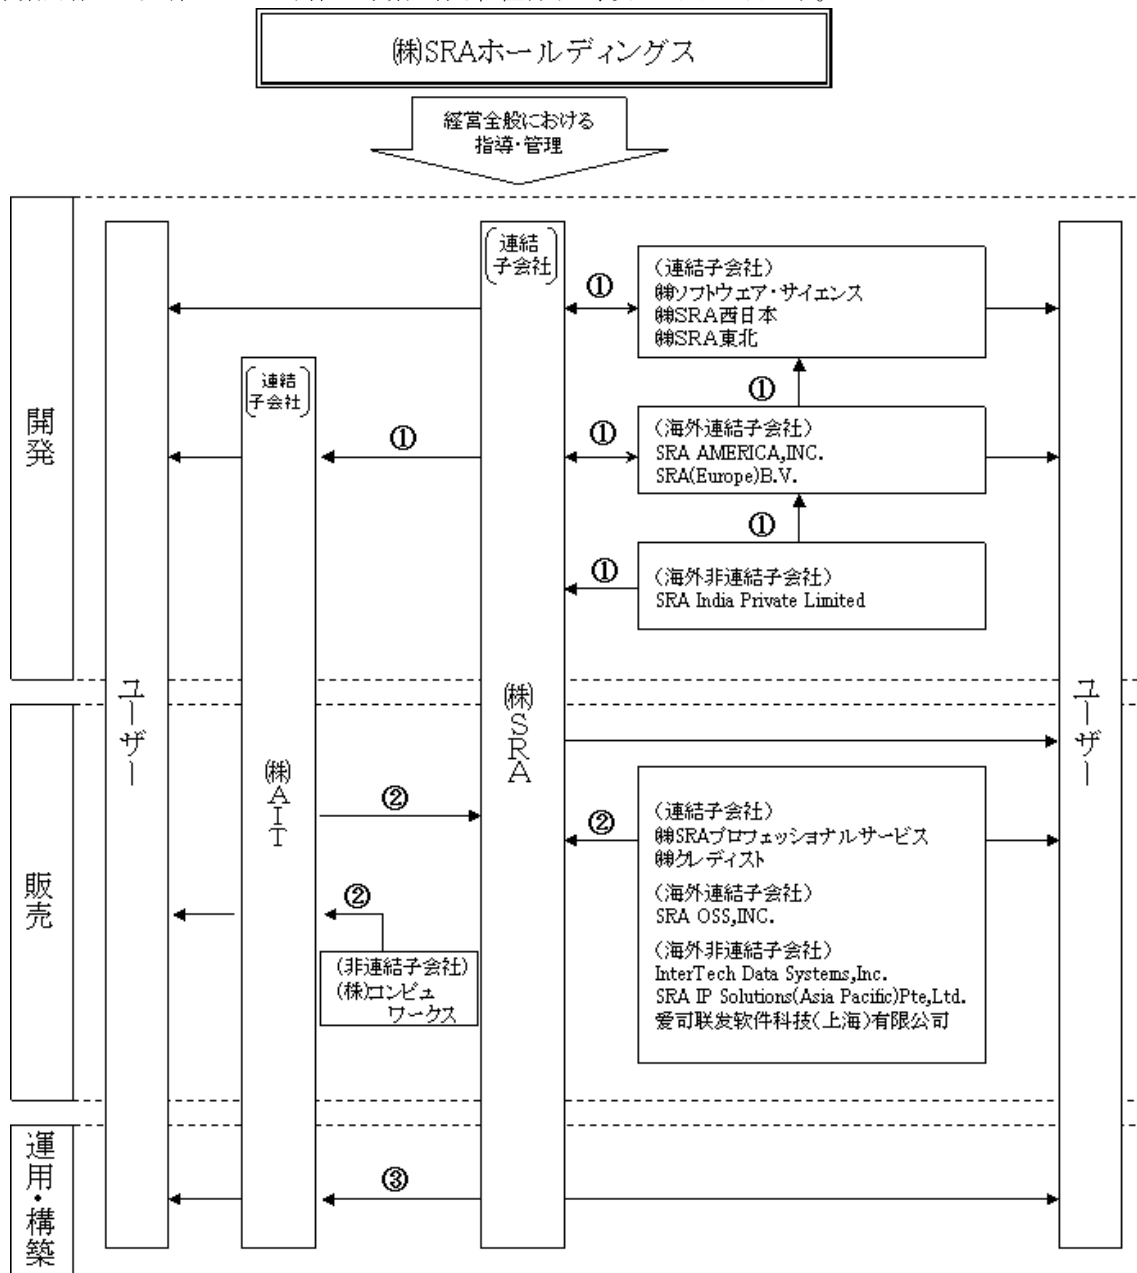 ㈱SRAホールディングス
経営全般における
指導・管理
開発
ユーザー
連結
子会社
㈱AIT
連結
子会社
㈱SRA
①
(連結子会社)
㈱ソフトウェア・サイエンス
㈱SRA西日本
㈱SRA東北
①
①
①
(海外連結子会社)
SRA AMERICA,INC.
SRA(Europe)B.V.
①
①
(海外非連結子会社)
SRA India Private Limited
ユーザー
販売
②
②
(連結子会社)
㈱SRAプロフェッショナルサービス
㈱クレディスト
(海外連結子会社)
SRA OSS,INC.
(海外非連結子会社)
InterTech Data Systems,Inc.
SRA IP Solutions(Asia Pacific)Pte,Ltd.
爱司联发软件科技(上海)有限公司
②
(非連結子会社)
(株)コンピュ
ワークス
運用・構築
③